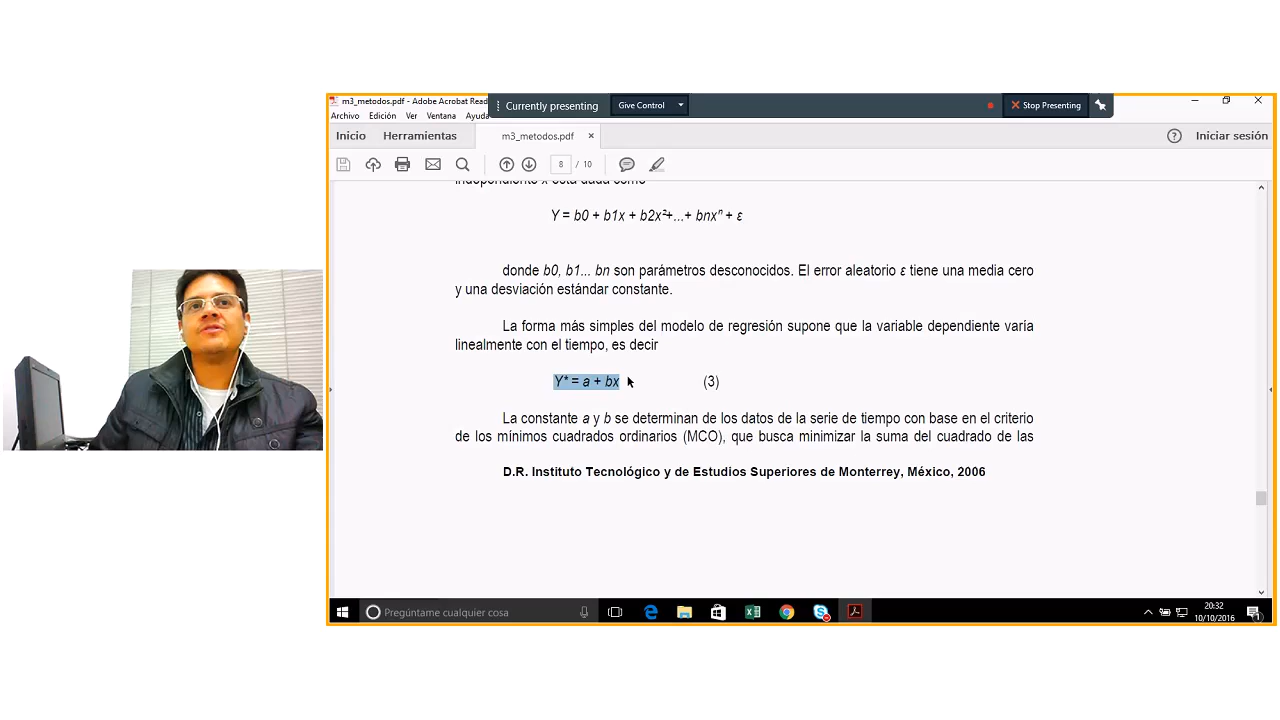 m3_metodos.pdf - Adobe Acrobat Read
Currently presenting
Give Control
Stop Presenting
Archivo Edición Ver Ventana Ayuda
Inicio Herramientas m3_metodos.pdf × Iniciar sesión
8 / 10
independiente x está dada como
Y = b0 + b1x + b2x²+...+ bnxⁿ + ε
donde b0, b1... bn son parámetros desconocidos. El error aleatorio ε tiene una media cero
y una desviación estándar constante.
La forma más simples del modelo de regresión supone que la variable dependiente varía
linealmente con el tiempo, es decir
Y* = a + bx (3)
La constante a y b se determinan de los datos de la serie de tiempo con base en el criterio
de los mínimos cuadrados ordinarios (MCO), que busca minimizar la suma del cuadrado de las
D.R. Instituto Tecnológico y de Estudios Superiores de Monterrey, México, 2006
Pregúntame cualquier cosa
20:32
10/10/2016